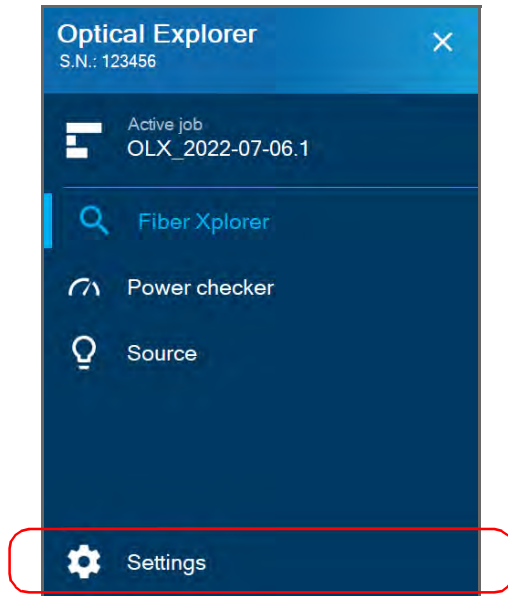 Optical Explorer
S.N.: 123456
Active job
OLX_2022-07-06.1
Fiber Xplorer
Power checker
Source
Settings